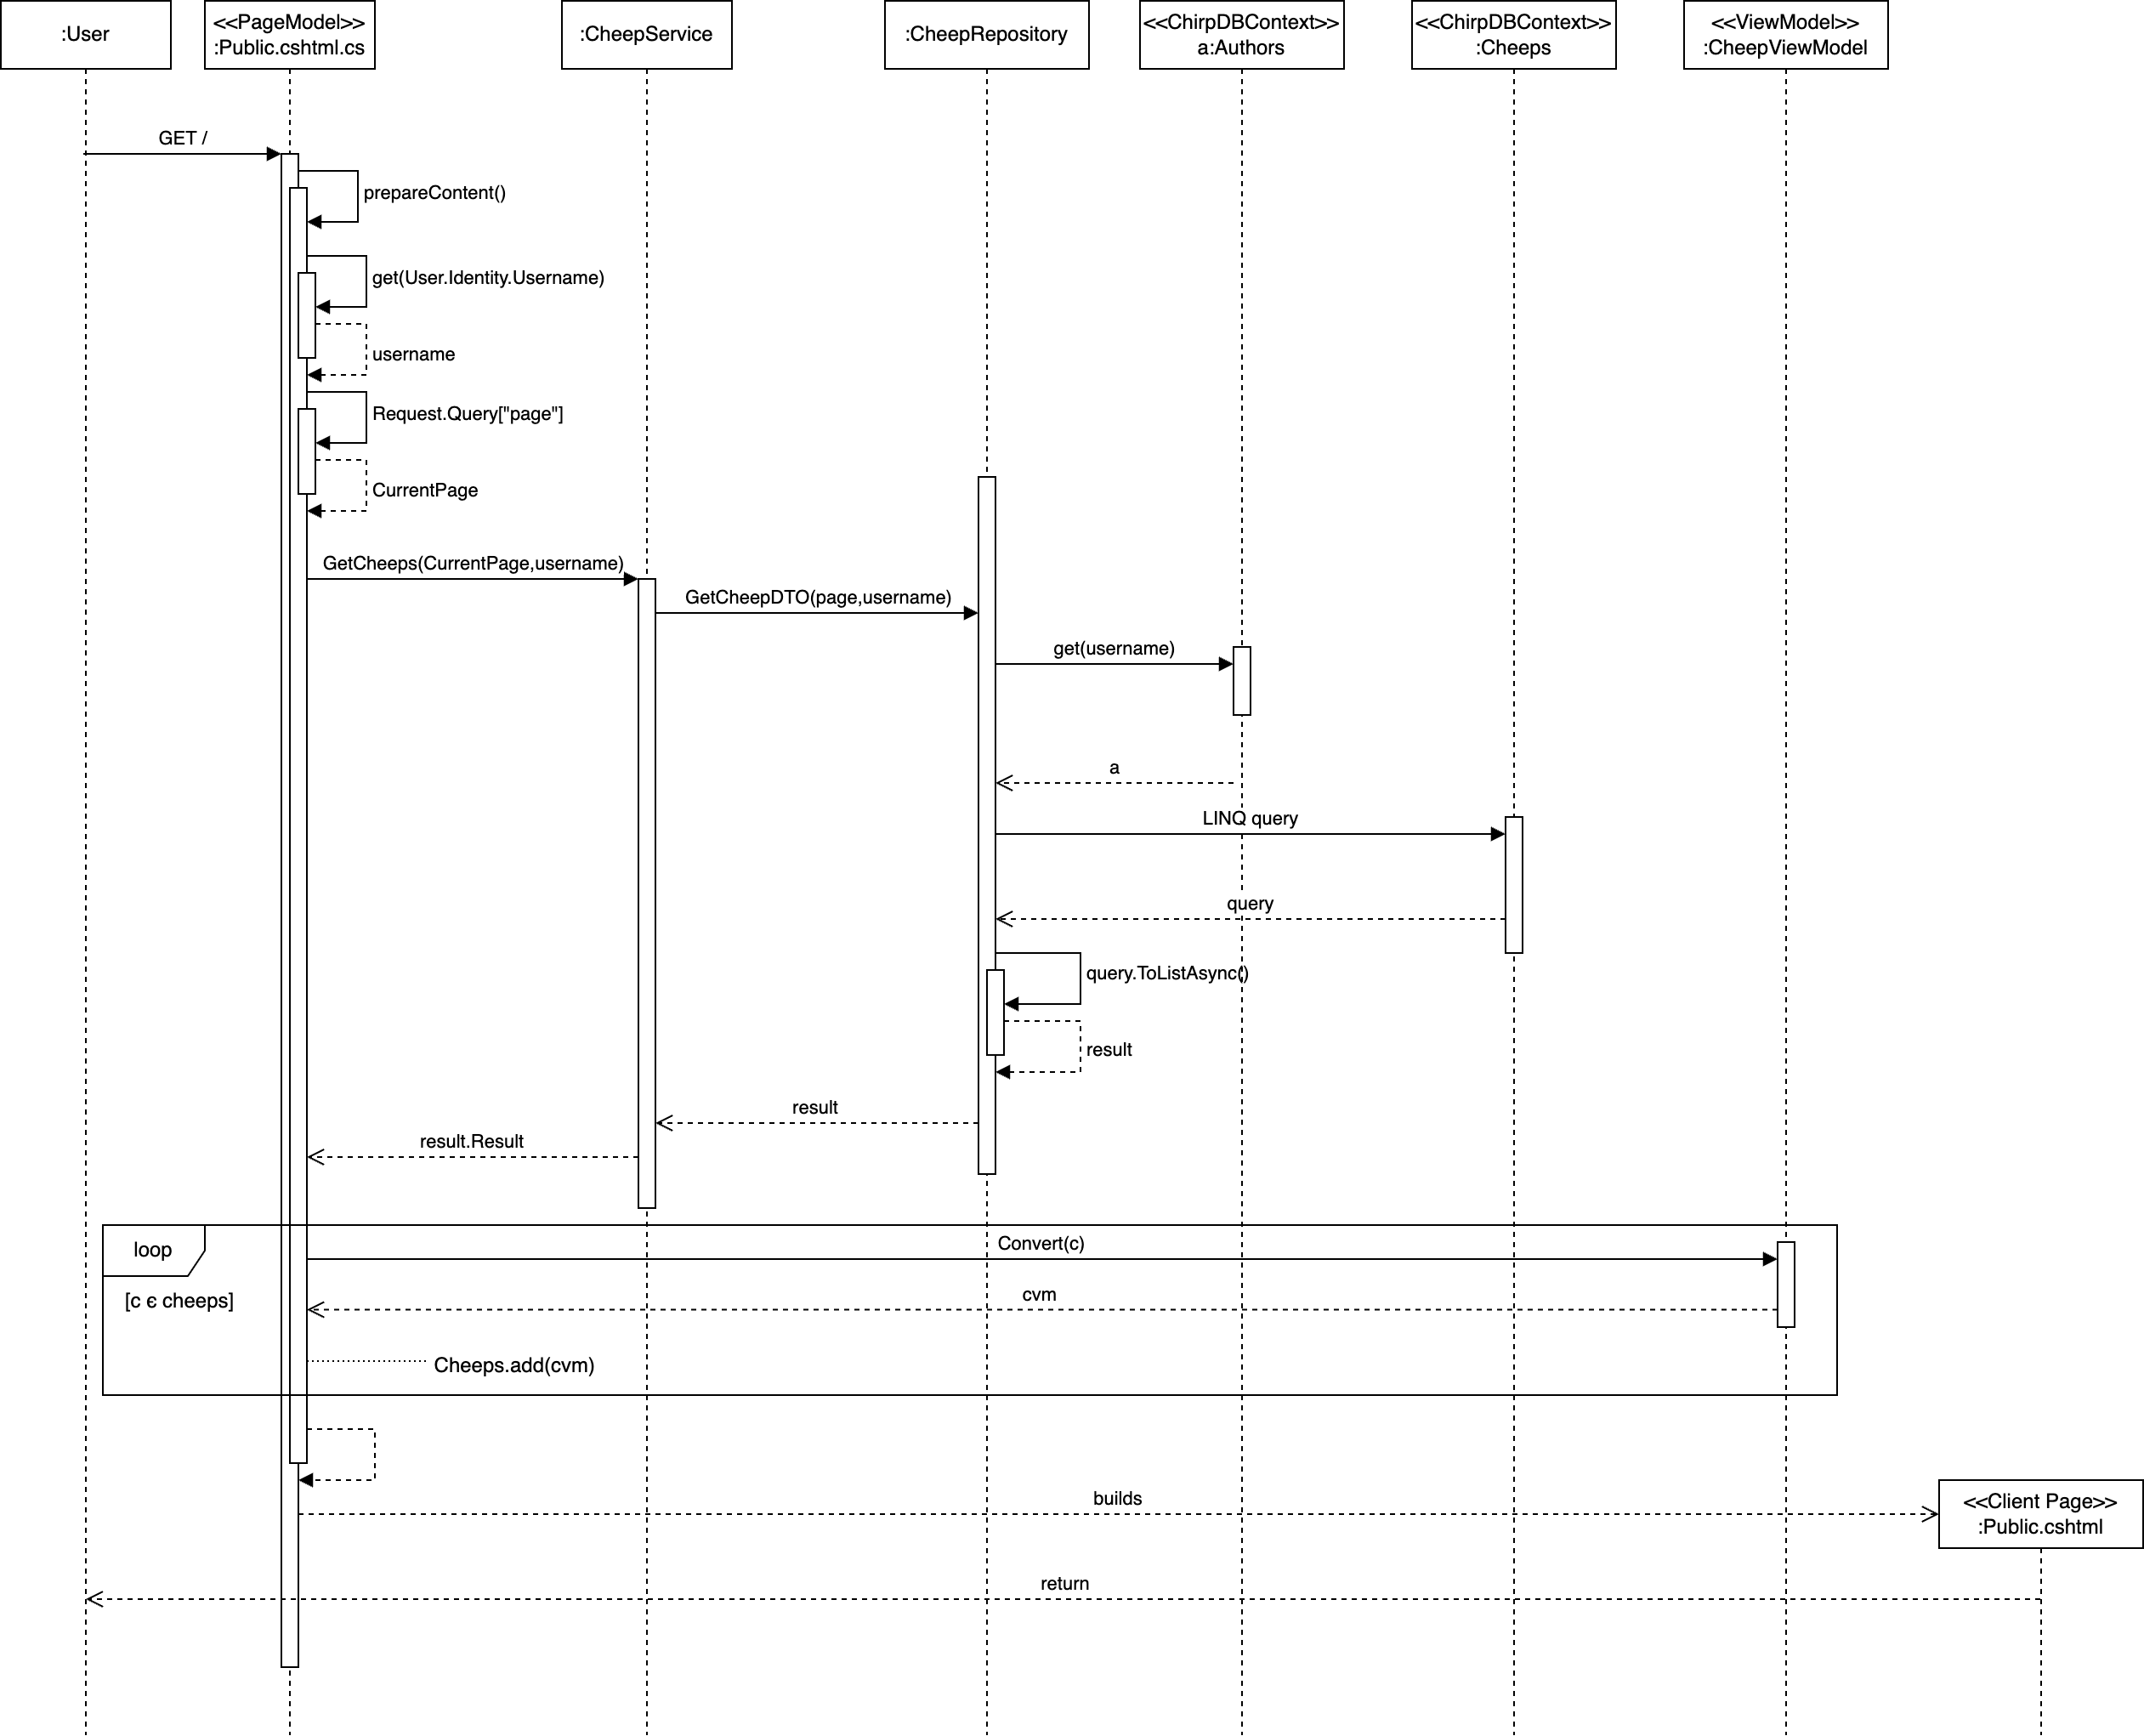 :User
<<PageModel>>
:Public.cshtml.cs
:CheepService
:CheepRepository
<<ChirpDBContext>>
a:Authors
<<ChirpDBContext>>
:Cheeps
<<ViewModel>>
:CheepViewModel
GET /
prepareContent()
get(User.Identity.Username)
username
Request.Query["page"]
CurrentPage
GetCheeps(CurrentPage,username)
GetCheepDTO(page,username)
get(username)
a
LINQ query
query
query.ToListAsync()
result
result
result.Result
loop
Convert(c)
[c є cheeps]
cvm
Cheeps.add(cvm)
builds
<<Client Page>>
:Public.cshtml
return